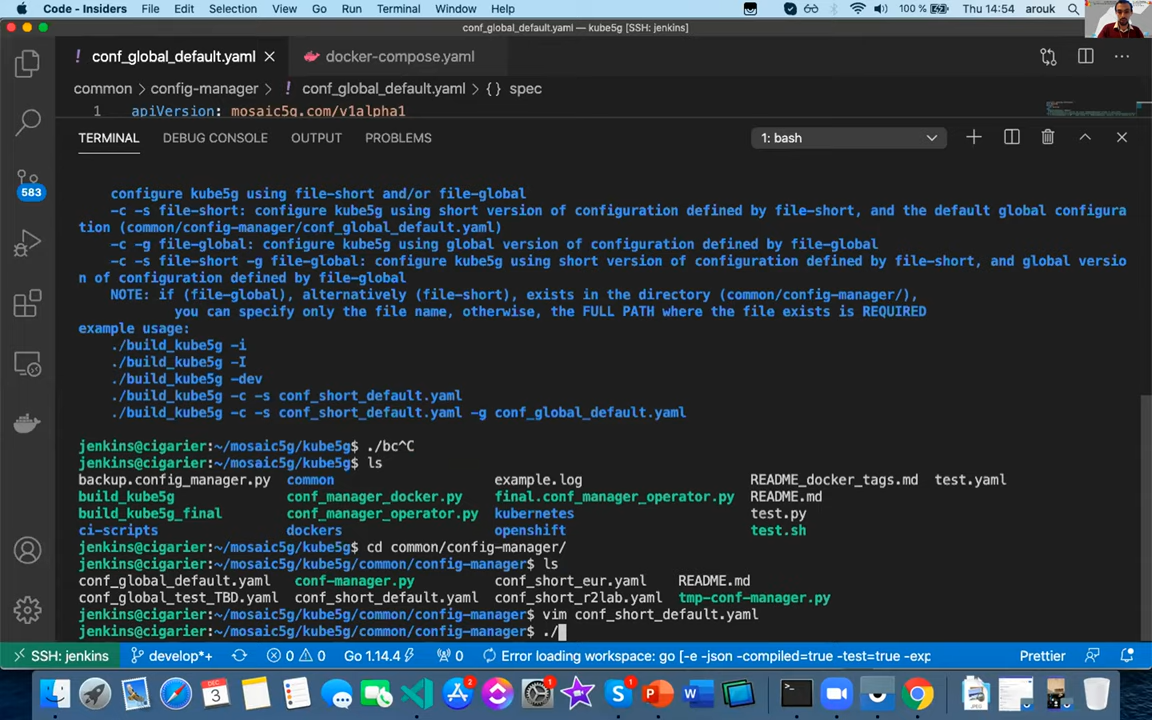 Code - Insiders File Edit Selection View Go Run Terminal Window Help 100 % Thu 14:54 arouk
conf_global_default.yaml — kube5g [SSH: jenkins]
! conf_global_default.yaml docker-compose.yaml
common > config-manager > ! conf_global_default.yaml > {} spec
1 apiVersion: mosaic5g.com/v1alpha1
TERMINAL DEBUG CONSOLE OUTPUT PROBLEMS 1: bash
configure kube5g using file-short and/or file-global
-c -s file-short: configure kube5g using short version of configuration defined by file-short, and the default global configura
tion (common/config-manager/conf_global_default.yaml)
-c -g file-global: configure kube5g using global version of configuration defined by file-global
-c -s file-short -g file-global: configure kube5g using short version of configuration defined by file-short, and global versio
n of configuration defined by file-global
NOTE: if (file-global), alternatively (file-short), exists in the directory (common/config-manager/),
you can specify only the file name, otherwise, the FULL PATH where the file exists is REQUIRED
example usage:
./build_kube5g -i
./build_kube5g -I
./build_kube5g -dev
./build_kube5g -c -s conf_short_default.yaml
./build_kube5g -c -s conf_short_default.yaml -g conf_global_default.yaml
jenkins@cigarier:~/mosaic5g/kube5g$ ./bc^C
jenkins@cigarier:~/mosaic5g/kube5g$ ls
backup.config_manager.py common example.log README_docker_tags.md test.yaml
build_kube5g conf_manager_docker.py final.conf_manager_operator.py README.md
build_kube5g_final conf_manager_operator.py kubernetes test.py
ci-scripts dockers openshift test.sh
jenkins@cigarier:~/mosaic5g/kube5g$ cd common/config-manager/
jenkins@cigarier:~/mosaic5g/kube5g/common/config-manager$ ls
conf_global_default.yaml conf-manager.py conf_short_eur.yaml README.md
conf_global_test_TBD.yaml conf_short_default.yaml conf_short_r2lab.yaml tmp-conf-manager.py
jenkins@cigarier:~/mosaic5g/kube5g/common/config-manager$ vim conf_short_default.yaml
jenkins@cigarier:~/mosaic5g/kube5g/common/config-manager$ ./
583
SSH: jenkins develop*+ 0 0 Go 1.14.4 0 Error loading workspace: go [-e -json -compiled=true -test=true -exp Prettier